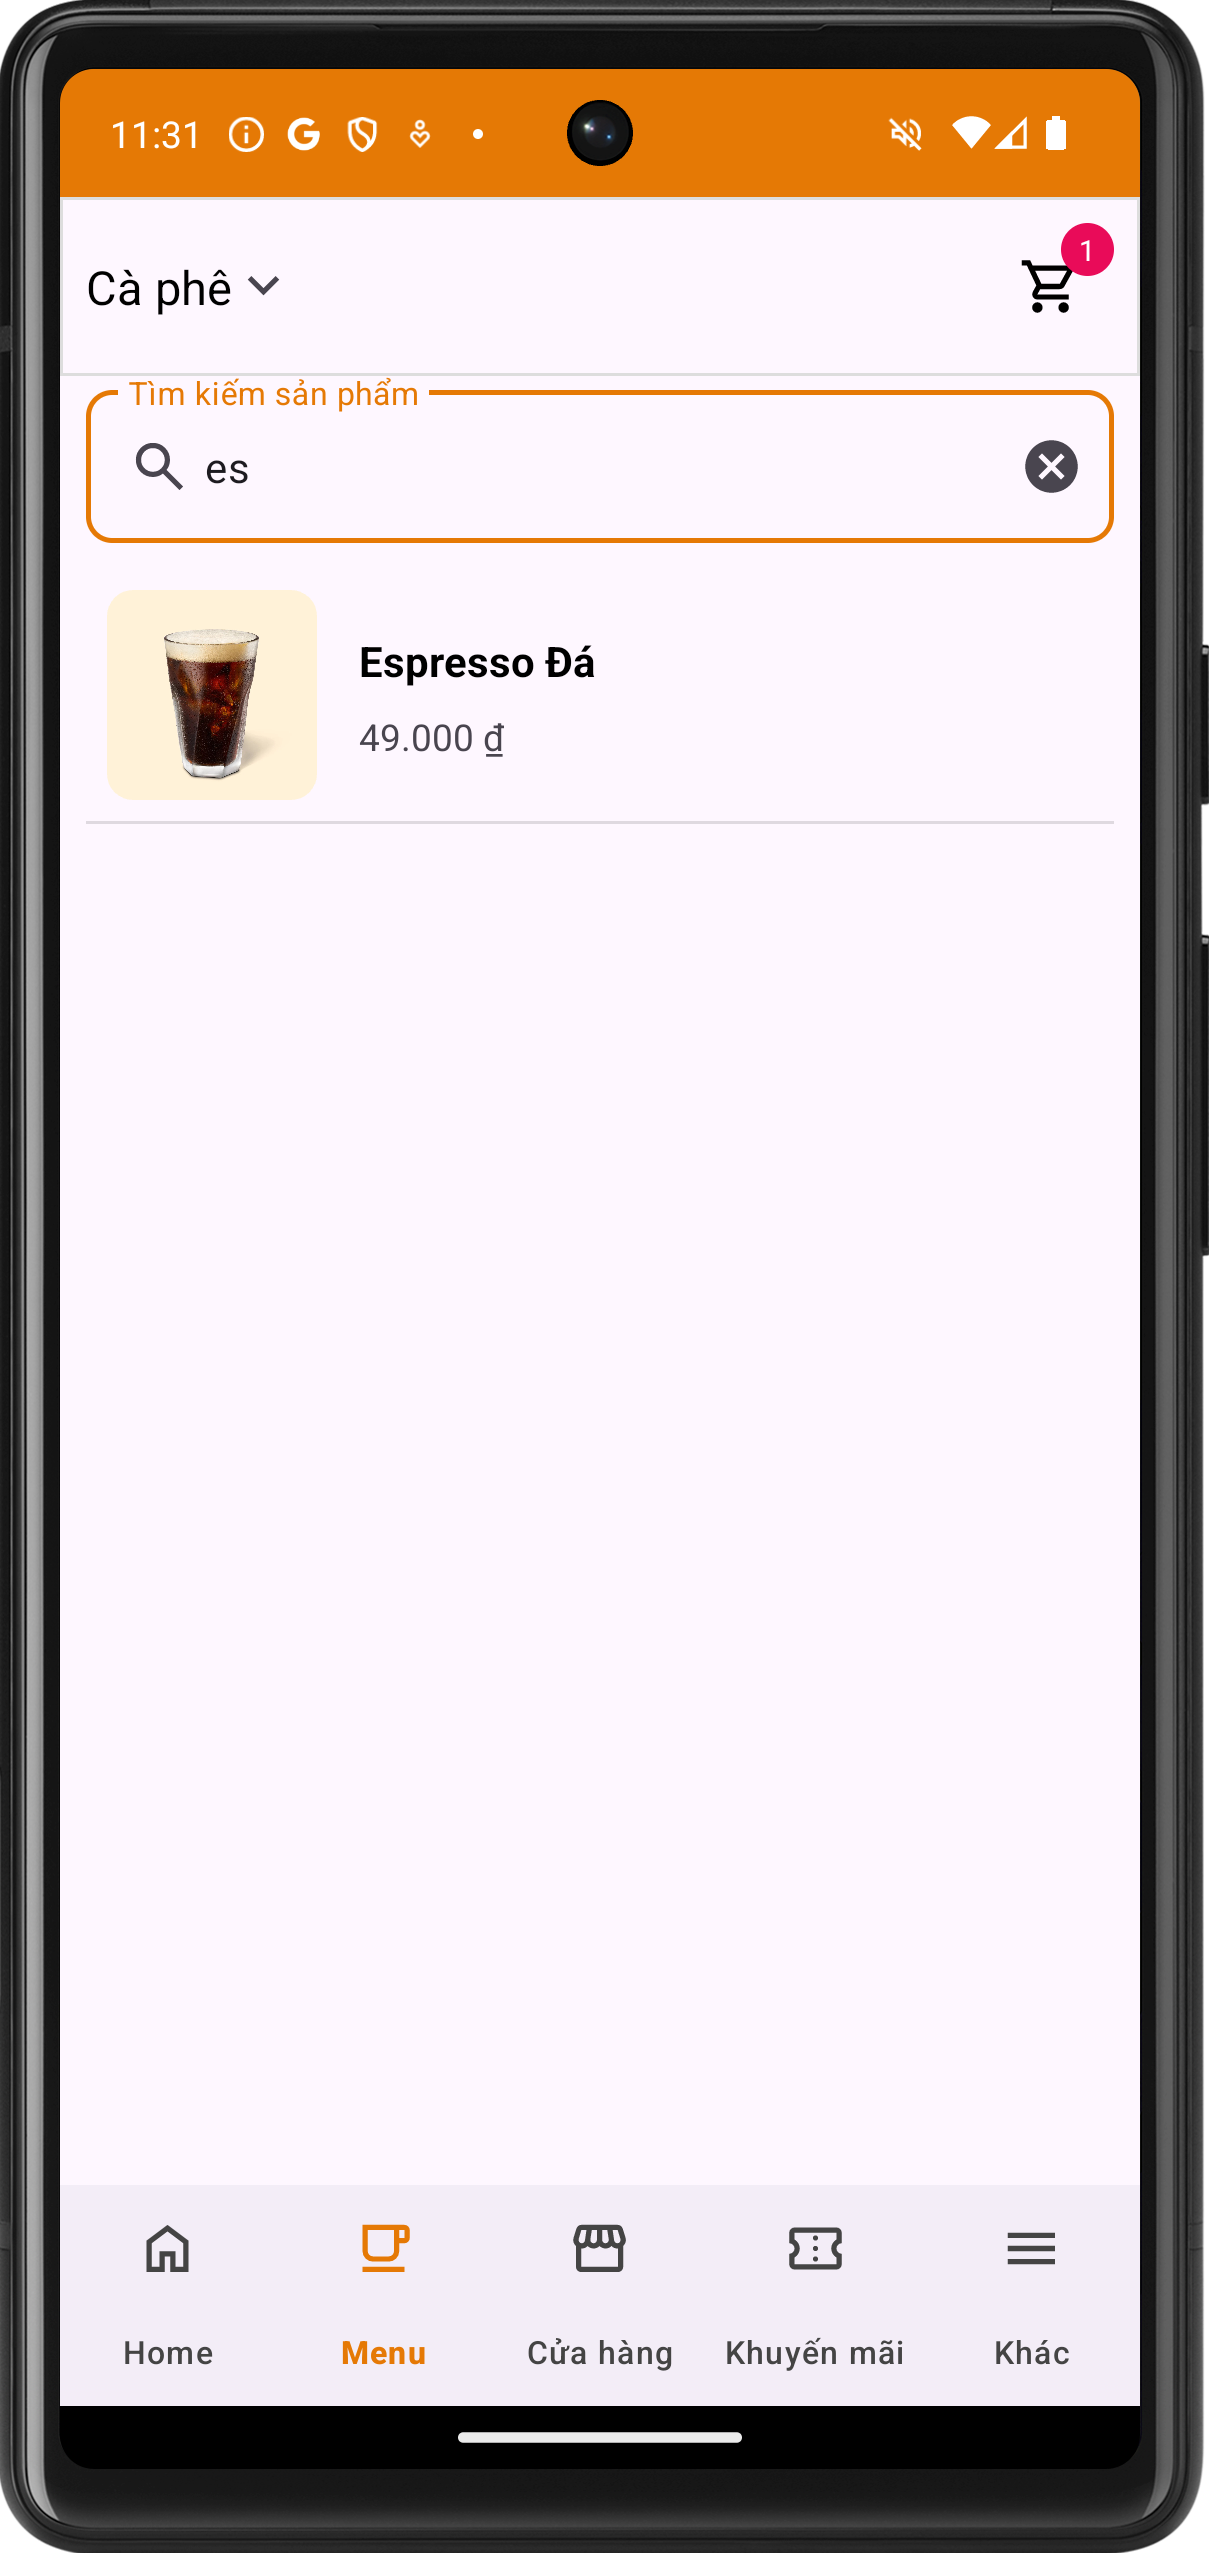 11:31
1
Cà phê
Tìm kiếm sản phẩm
es
Espresso Đá
49.000 ₫
Home
Menu
Cửa hàng
Khuyến mãi
Khác